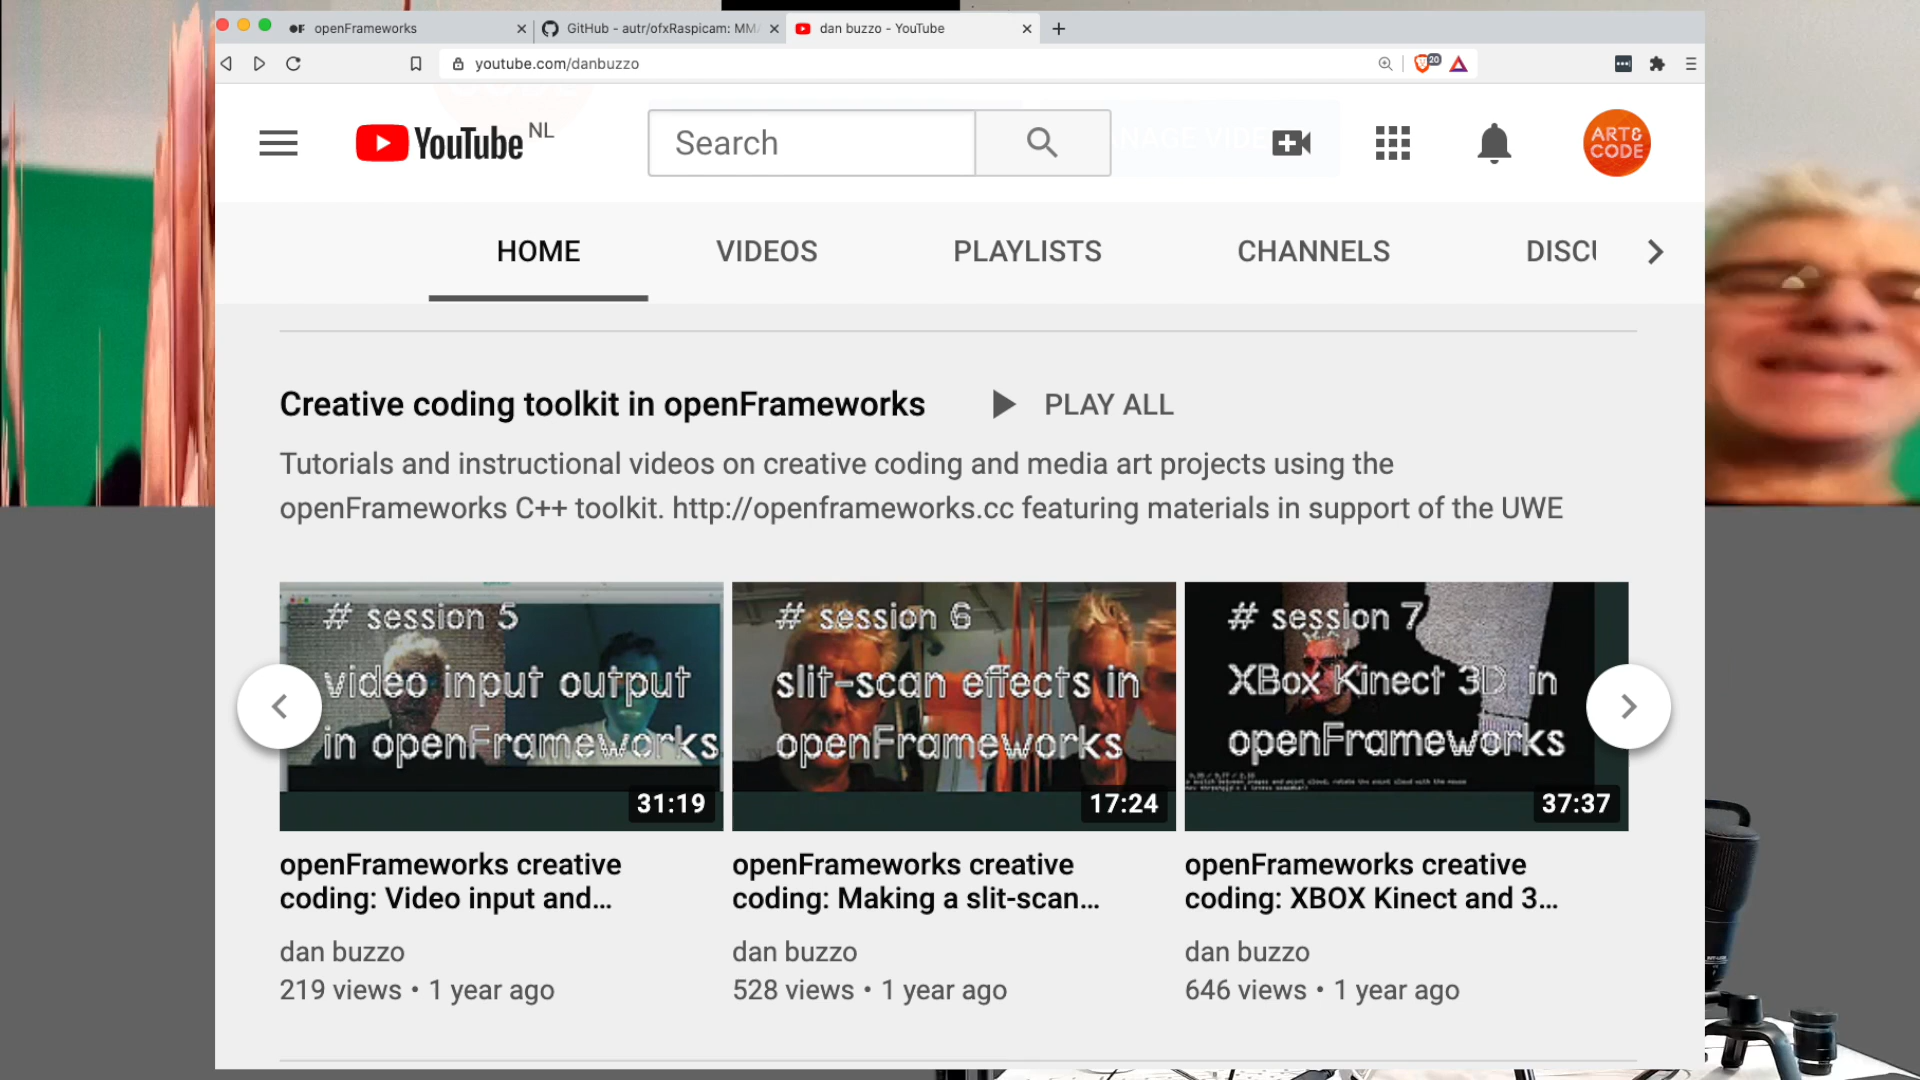 openFrameworks
GitHub - autr/ofxRaspicam: MMA
dan buzzo - YouTube
youtube.com/danbuzzo
20
YouTube NL
Search
ART&
CODE
HOME
VIDEOS
PLAYLISTS
CHANNELS
DISCU
Creative coding toolkit in openFrameworks
PLAY ALL
Tutorials and instructional videos on creative coding and media art projects using the
openFrameworks C++ toolkit. http://openframeworks.cc featuring materials in support of the UWE
# session 5
video input output
in openFrameworks
31:19
# session 6
slit-scan effects in
openFrameworks
17:24
# session 7
XBox Kinect 3D in
openFrameworks
37:37
openFrameworks creative
coding: Video input and...
dan buzzo
219 views • 1 year ago
openFrameworks creative
coding: Making a slit-scan...
dan buzzo
528 views • 1 year ago
openFrameworks creative
coding: XBOX Kinect and 3...
dan buzzo
646 views • 1 year ago